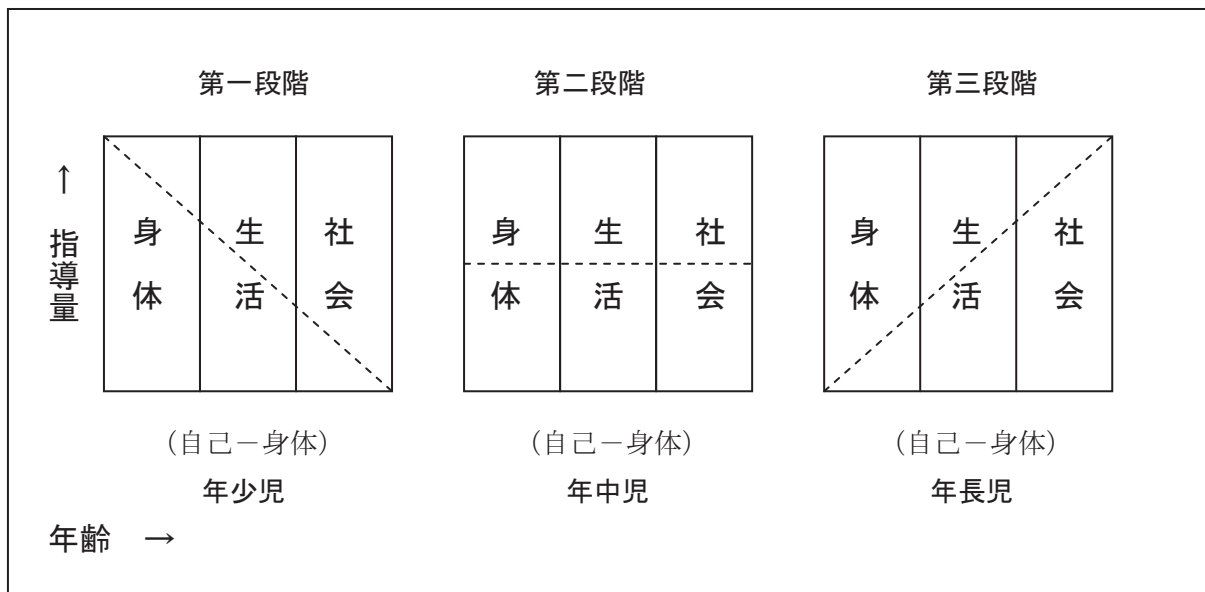 第一段階
第二段階
第三段階
↑
指導量
身体
生活
社会
身体
生活
社会
身体
生活
社会
（自己－身体）
（自己－身体）
（自己－身体）
年少児
年中児
年長児
年齢　→